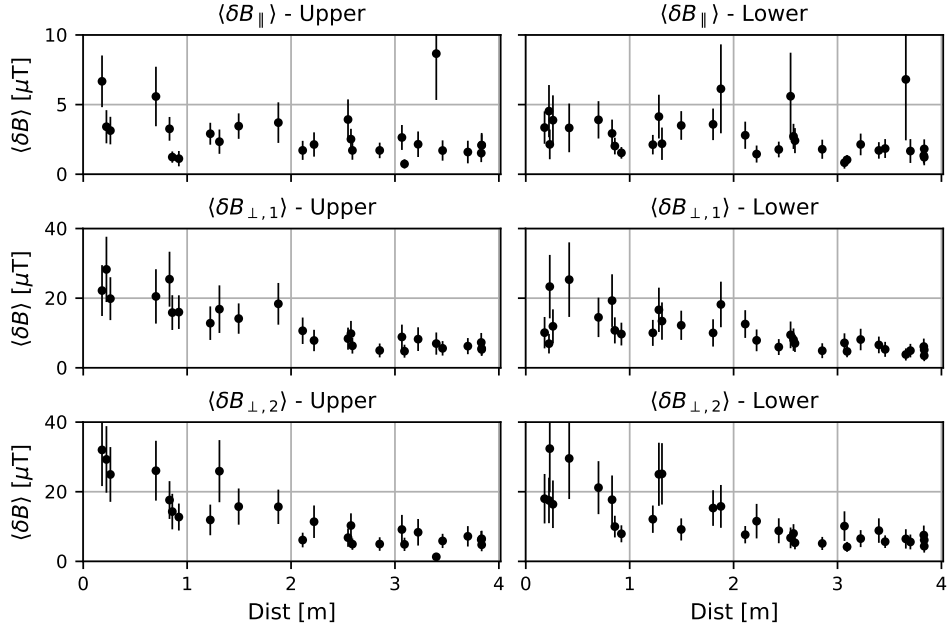 ⟨δB∥⟩ - Upper
⟨δB∥⟩ - Lower
10
5
0
⟨δB⟩ [μT]
⟨δB⊥, 1⟩ - Upper
⟨δB⊥, 1⟩ - Lower
40
20
0
⟨δB⟩ [μT]
⟨δB⊥, 2⟩ - Upper
⟨δB⊥, 2⟩ - Lower
40
20
0
⟨δB⟩ [μT]
0 1 2 3 4
0 1 2 3 4
Dist [m]
Dist [m]